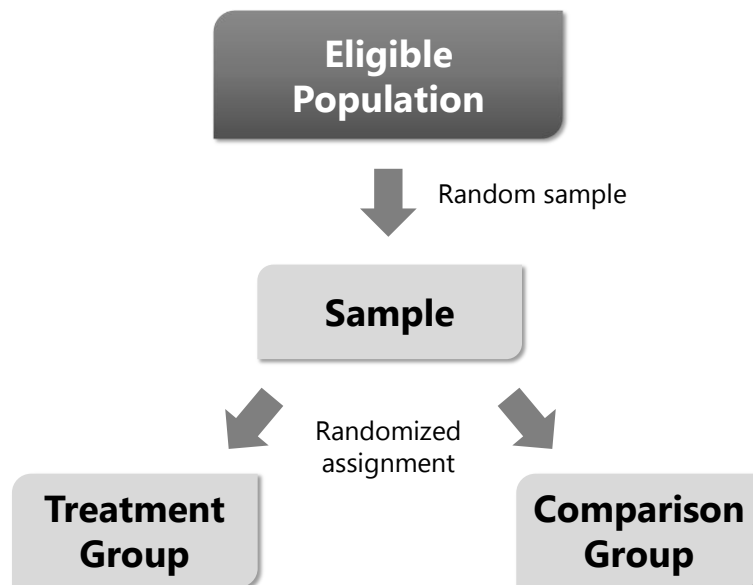 Eligible
Population
Random sample
Sample
Randomized
assignment
Treatment
Group
Comparison
Group